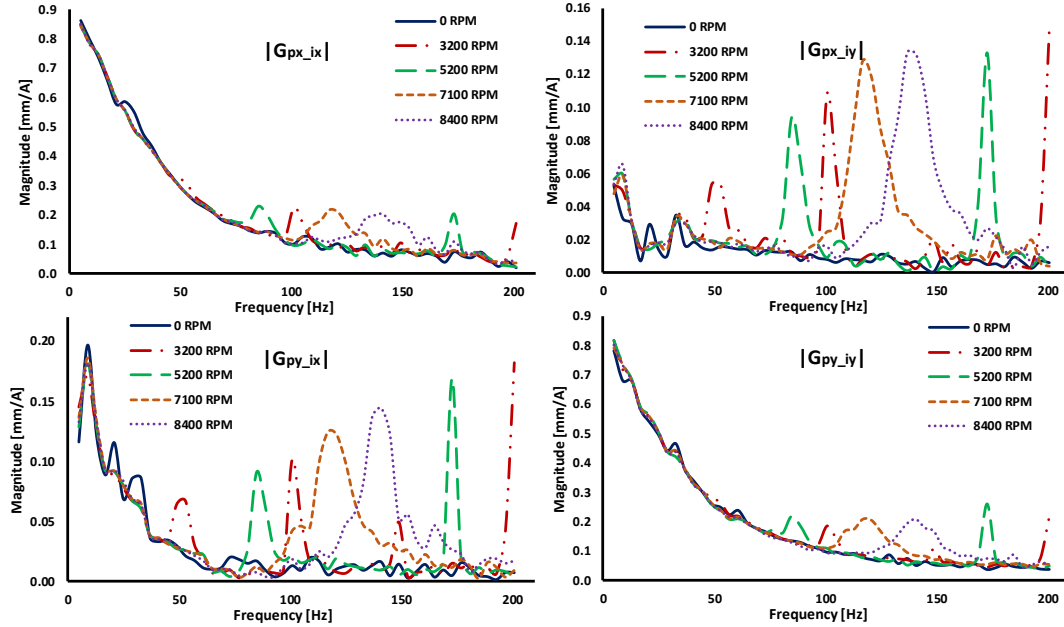 0.9
0.8
0.7
0.6
0.5
0.4
0.3
0.2
0.1
0.0
Magnitude [mm/A]
|Gpx_ix|
0 RPM
3200 RPM
5200 RPM
7100 RPM
8400 RPM
0
50
100
150
200
Frequency [Hz]
0.16
0.14
0.12
0.10
0.08
0.06
0.04
0.02
0.00
Magnitude [mm/A]
|Gpx_iy|
0 RPM
3200 RPM
5200 RPM
7100 RPM
8400 RPM
0
50
100
150
200
Frequency [Hz]
0.20
0.15
0.10
0.05
0.00
Magnitude [mm/A]
|Gpy_ix|
0 RPM
3200 RPM
5200 RPM
7100 RPM
8400 RPM
0
50
100
150
200
Frequency [Hz]
0.9
0.8
0.7
0.6
0.5
0.4
0.3
0.2
0.1
0.0
Magnitude [mm/A]
|Gpy_iy|
0 RPM
3200 RPM
5200 RPM
7100 RPM
8400 RPM
0
50
100
150
200
Frequency [Hz]